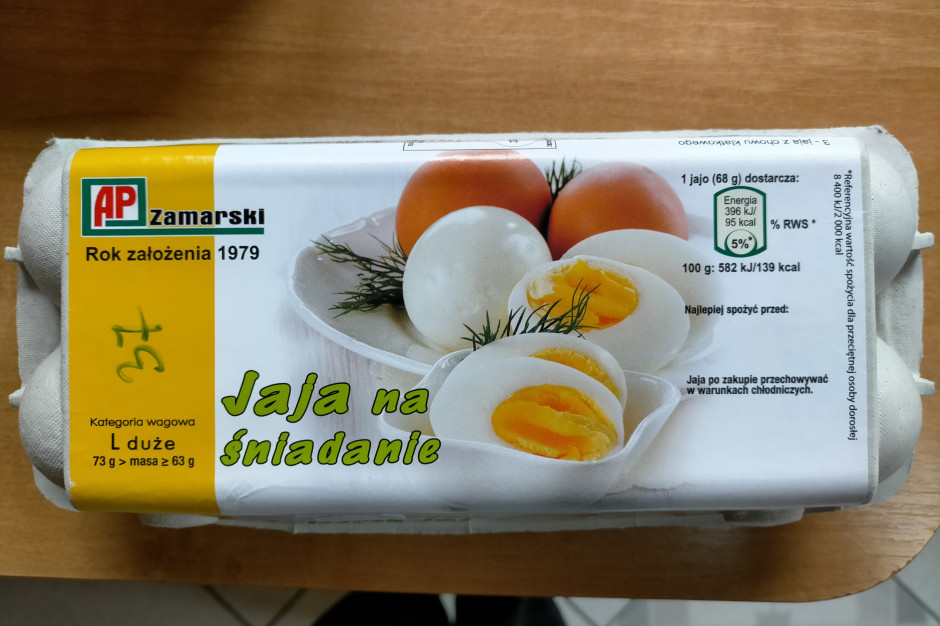 AP Zamarski
Rok założenia 1979
37
Kategoria wagowa
L duże
73 g > masa ≥ 63 g
Jaja na
śniadanie
3 - jaja z chowu klatkowego
1 jajo (68 g) dostarcza:
Energia
396 kJ/
95 kcal
5%*
% RWS *
100 g: 582 kJ/139 kcal
Najlepiej spożyć przed:
Jaja po zakupie przechowywać
w warunkach chłodniczych.
*Referencyjna wartość spożycia dla przeciętnej osoby dorosłej
8 400 kJ/2 000 kcal